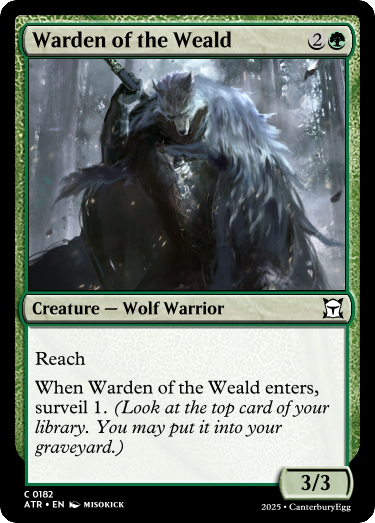 Warden of the Weald 2
Creature — Wolf Warrior
Reach
When Warden of the Weald enters,
surveil 1. (Look at the top card of your
library. You may put it into your
graveyard.)
3/3
C 0182
ATR • EN MISOKICK
2025 • CanterburyEgg